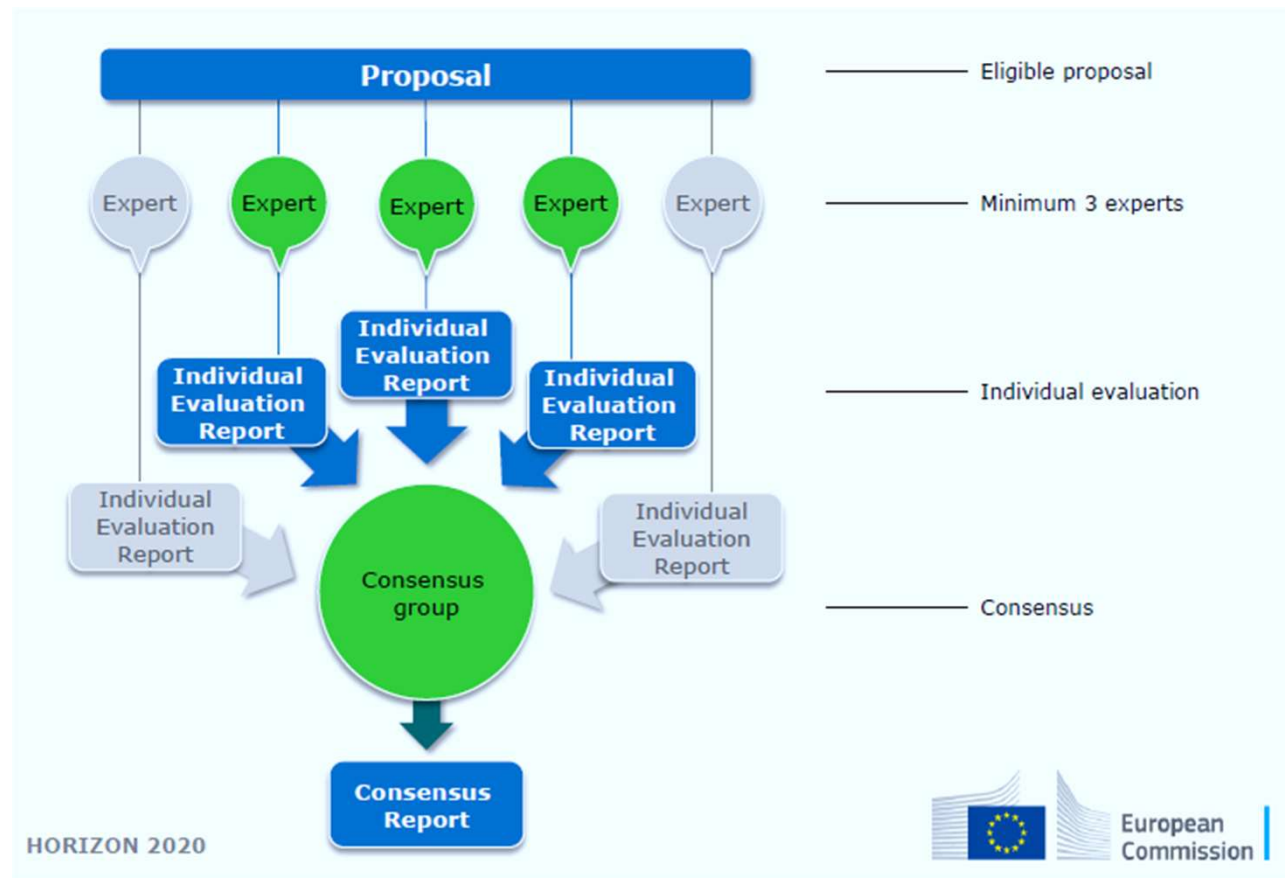 Proposal
Eligible proposal
Expert
Expert
Expert
Expert
Expert
Minimum 3 experts
Individual
Evaluation
Report
Individual
Evaluation
Report
Individual
Evaluation
Report
Individual evaluation
Individual
Evaluation
Report
Individual
Evaluation
Report
Consensus
group
Consensus
Consensus
Report
HORIZON 2020
European
Commission